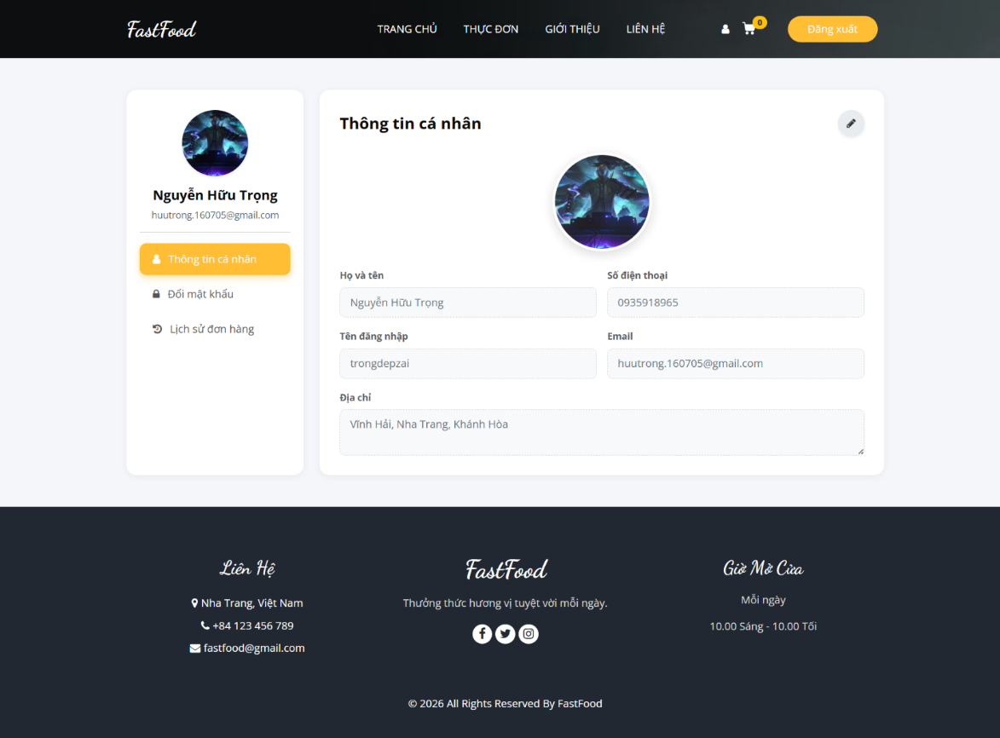 FastFood
TRANG CHỦ THỰC ĐƠN GIỚI THIỆU LIÊN HỆ 0 Đăng xuất
Nguyễn Hữu Trọng
huutrong.160705@gmail.com
Thông tin cá nhân
Đổi mật khẩu
Lịch sử đơn hàng
Thông tin cá nhân
Họ và tên
Nguyễn Hữu Trọng
Số điện thoại
0935918965
Tên đăng nhập
trongdepzai
Email
huutrong.160705@gmail.com
Địa chỉ
Vĩnh Hải, Nha Trang, Khánh Hòa
Liên Hệ
Nha Trang, Việt Nam
+84 123 456 789
fastfood@gmail.com
FastFood
Thưởng thức hương vị tuyệt vời mỗi ngày.
Giờ Mở Cửa
Mỗi ngày
10.00 Sáng - 10.00 Tối
© 2026 All Rights Reserved By FastFood